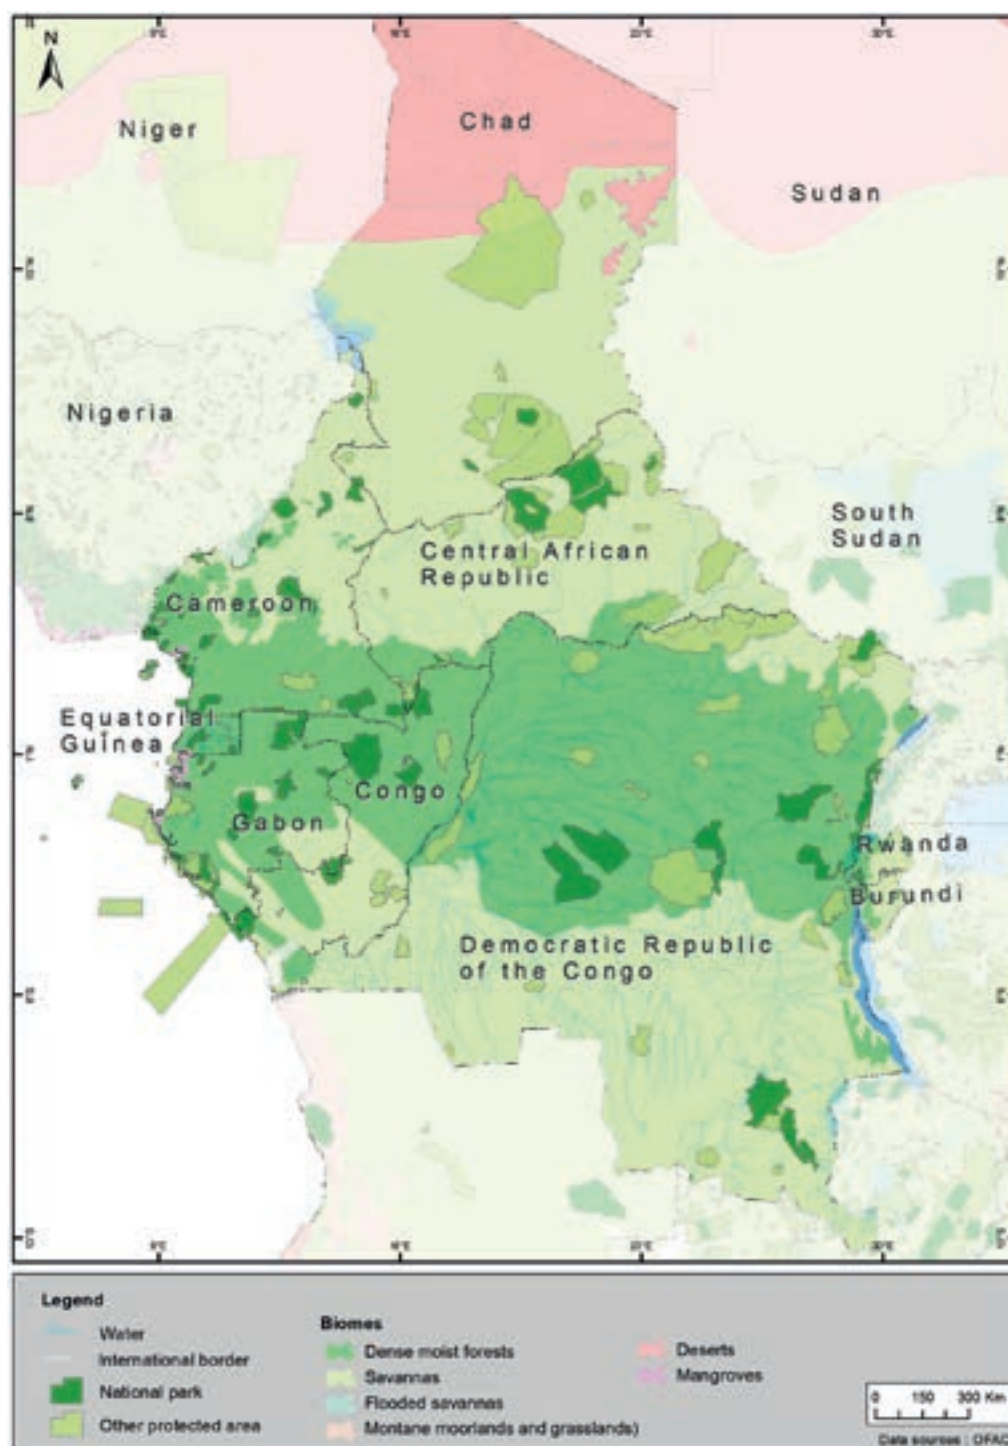 N
Niger
Chad
Sudan
Nigeria
South
Sudan
Central African
Republic
Cameroon
Equatorial
Guinea
Congo
Gabon
Rwanda
Burundi
Democratic Republic
of the Congo
Legend
Water
International border
National park
Other protected area
Biomes
Dense moist forests
Savannas
Flooded savannas
Montane moorlands and grasslands)
Deserts
Mangroves
0 150 300 Km
Data sources : OFAC